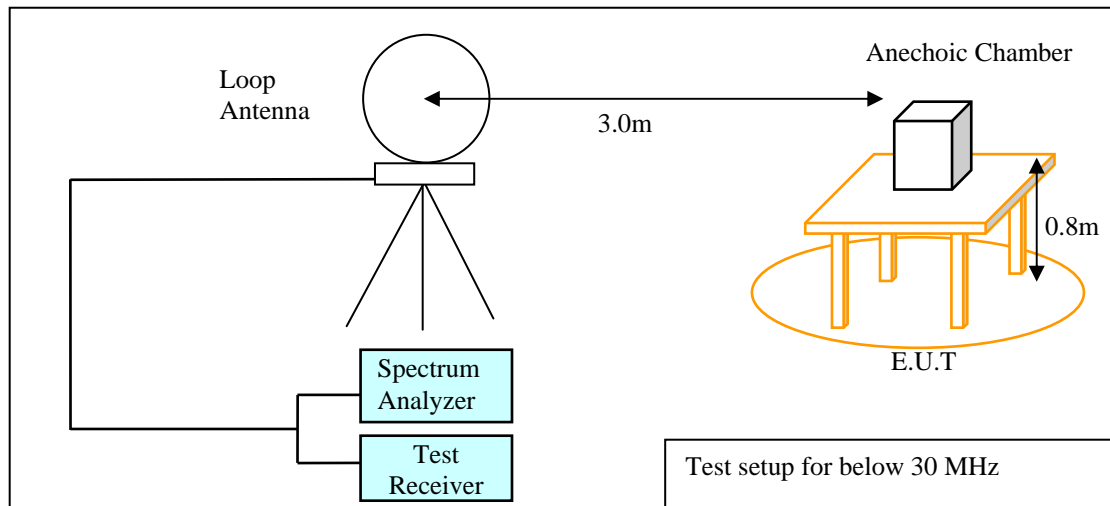 Anechoic Chamber
Loop
Antenna
3.0m
0.8m
E.U.T
Spectrum
Analyzer
Test
Receiver
Test setup for below 30 MHz